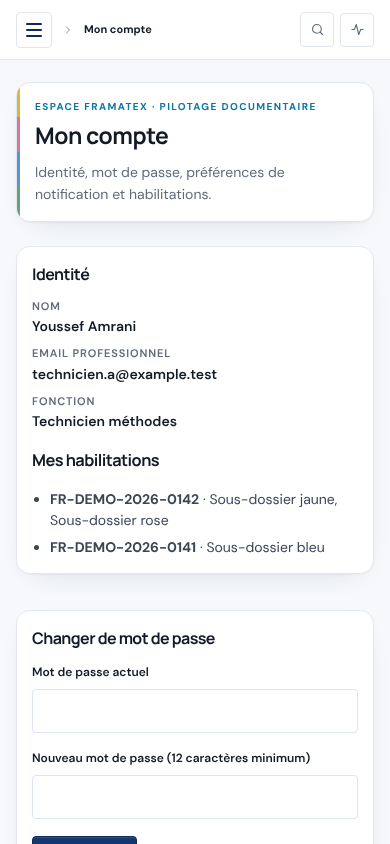 Mon compte
ESPACE FRAMATEX · PILOTAGE DOCUMENTAIRE
Mon compte
Identité, mot de passe, préférences de
notification et habilitations.
Identité
NOM
Youssef Amrani
EMAIL PROFESSIONNEL
technicien.a@example.test
FONCTION
Technicien méthodes
Mes habilitations
• FR-DEMO-2026-0142 · Sous-dossier jaune,
Sous-dossier rose
• FR-DEMO-2026-0141 · Sous-dossier bleu
Changer de mot de passe
Mot de passe actuel
Nouveau mot de passe (12 caractères minimum)